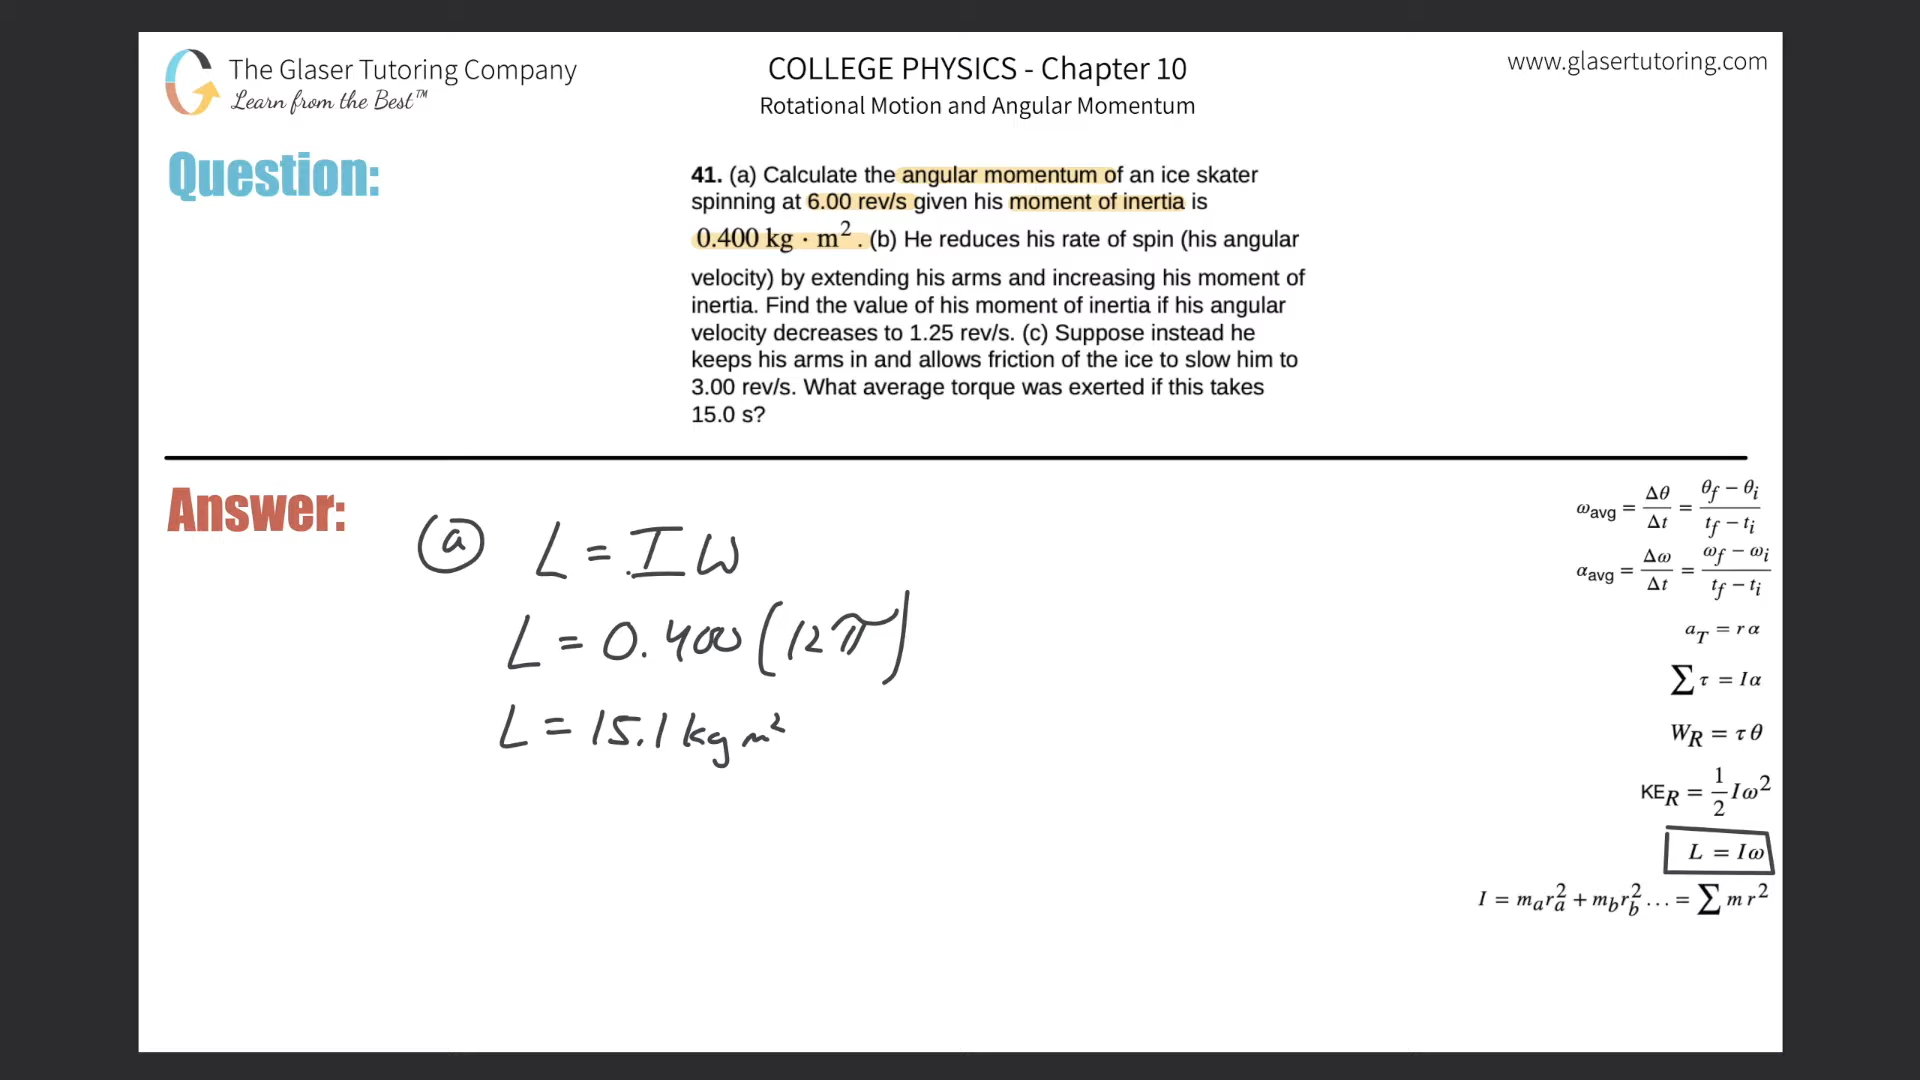 The Glaser Tutoring Company
Learn from the Best™
COLLEGE PHYSICS - Chapter 10
Rotational Motion and Angular Momentum
www.glasertutoring.com
Question:
41. (a) Calculate the angular momentum of an ice skater
spinning at 6.00 rev/s given his moment of inertia is
0.400 kg · m². (b) He reduces his rate of spin (his angular
velocity) by extending his arms and increasing his moment of
inertia. Find the value of his moment of inertia if his angular
velocity decreases to 1.25 rev/s. (c) Suppose instead he
keeps his arms in and allows friction of the ice to slow him to
3.00 rev/s. What average torque was exerted if this takes
15.0 s?
Answer:
(a) L = I ω
L = 0.400 (12π)
L = 15.1 kg m²
ω_avg = Δθ/Δt = (θ_f − θ_i)/(t_f − t_i)
α_avg = Δω/Δt = (ω_f − ω_i)/(t_f − t_i)
a_T = r α
∑ τ = I α
W_R = τ θ
KE_R = 1/2 I ω²
L = I ω
I = m_a r_a² + m_b r_b² ... = ∑ m r²